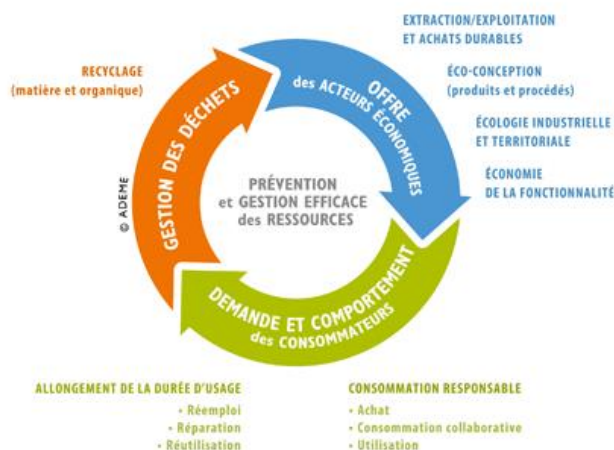 EXTRACTION/EXPLOITATION
ET ACHATS DURABLES
RECYCLAGE
(matière et organique)
ÉCO-CONCEPTION
(produits et procédés)
ÉCOLOGIE INDUSTRIELLE
ET TERRITORIALE
ÉCONOMIE
DE LA FONCTIONNALITÉ
OFFRE
des ACTEURS ÉCONOMIQUES
GESTION DES DÉCHETS
PRÉVENTION
et GESTION EFFICACE
des RESSOURCES
© ADEME
DEMANDE ET COMPORTEMENT
des CONSOMMATEURS
ALLONGEMENT DE LA DURÉE D'USAGE
• Réemploi
• Réparation
• Réutilisation
CONSOMMATION RESPONSABLE
• Achat
• Consommation collaborative
• Utilisation